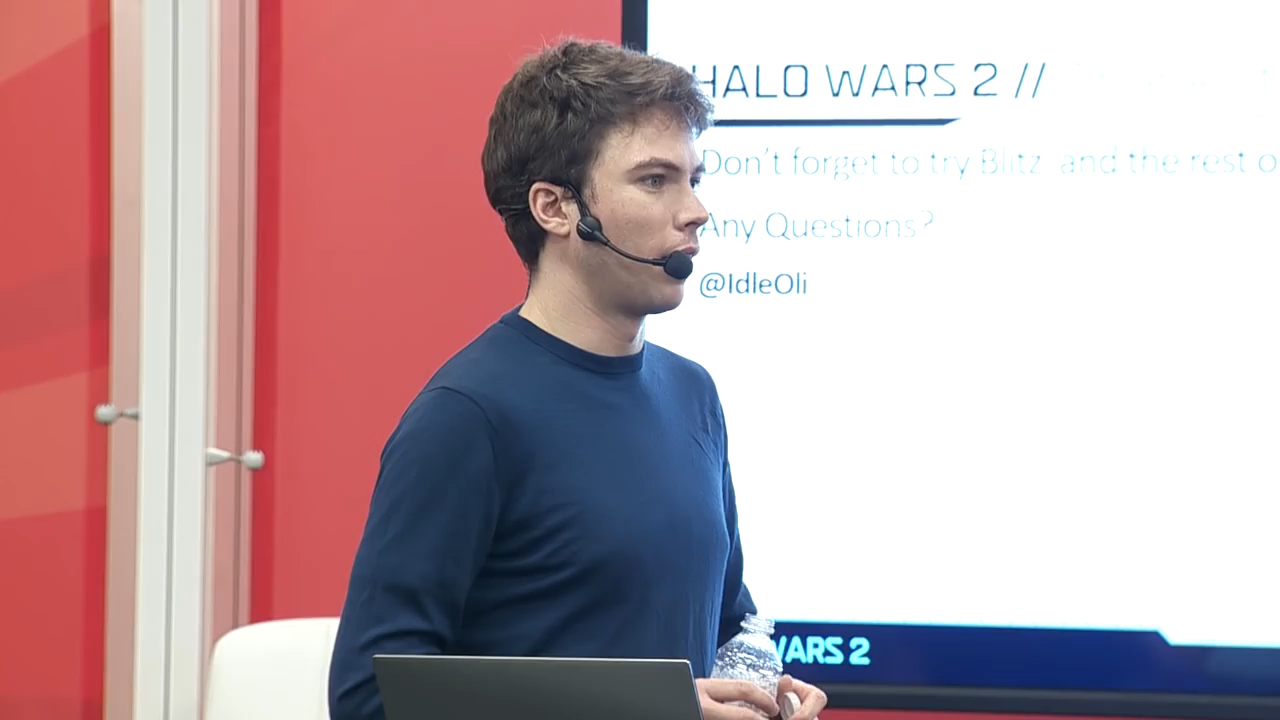 HALO WARS 2 //
Don't forget to try Blitz and the rest o
Any Questions?
@IdleOli
WARS 2